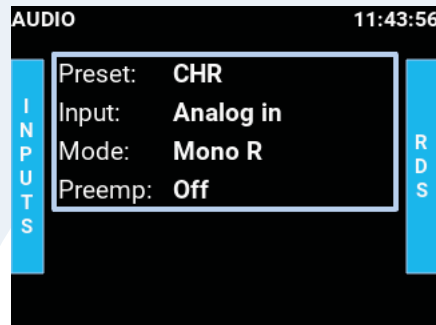 AUDIO 11:43:56
INPUTS
Preset: CHR
Input: Analog in
Mode: Mono R
Preemp: Off
RDS